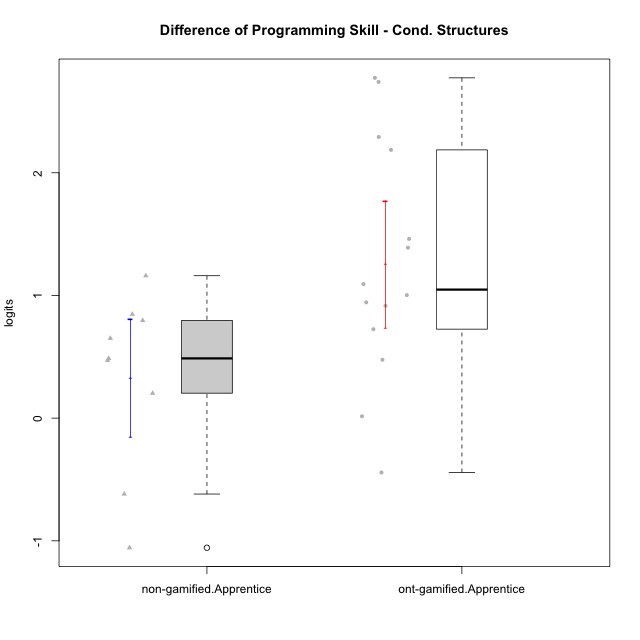 Difference of Programming Skill - Cond. Structures
logits
2
1
0
-1
non-gamified.Apprentice
ont-gamified.Apprentice